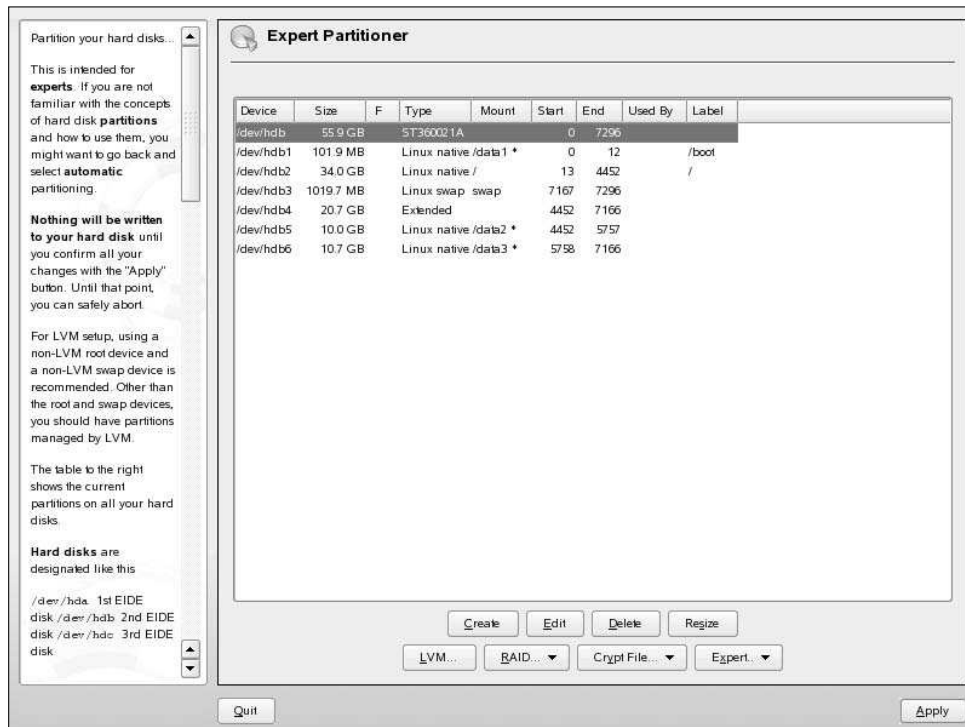 Partition your hard disks...
This is intended for
experts. If you are not
familiar with the concepts
of hard disk partitions
and how to use them, you
might want to go back and
select automatic
partitioning.
Nothing will be written
to your hard disk until
you confirm all your
changes with the "Apply"
button. Until that point,
you can safely abort.
For LVM setup, using a
non-LVM root device and
a non-LVM swap device is
recommended. Other than
the root and swap devices,
you should have partitions
managed by LVM.
The table to the right
shows the current
partitions on all your hard
disks.
Hard disks are
designated like this
/dev/hda 1st EIDE
disk /dev/hdb 2nd EIDE
disk /dev/hdc 3rd EIDE
disk
Expert Partitioner
Device Size F Type Mount Start End Used By Label
/dev/hdb 55.9 GB ST360021A 0 7296
/dev/hdb1 101.9 MB Linux native /data1 * 0 12 /boot
/dev/hdb2 34.0 GB Linux native / 13 4452 /
/dev/hdb3 1019.7 MB Linux swap swap 7167 7296
/dev/hdb4 20.7 GB Extended 4452 7166
/dev/hdb5 10.0 GB Linux native /data2 * 4452 5757
/dev/hdb6 10.7 GB Linux native /data3 * 5758 7166
Create Edit Delete Resize
LVM... RAID... Crypt File... Expert..
Quit Apply